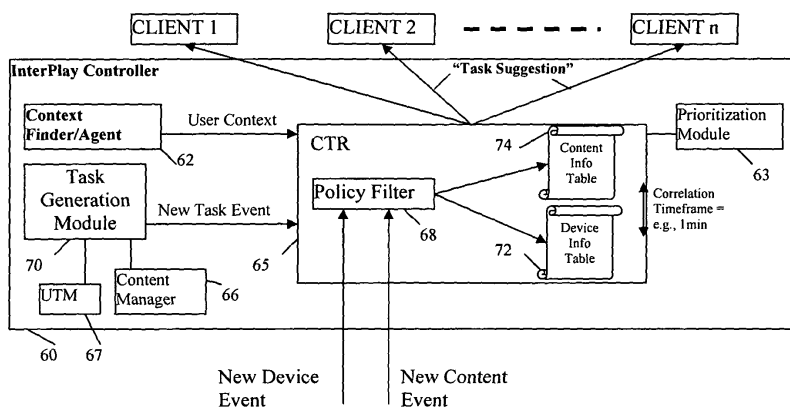 CLIENT 1
CLIENT 2
CLIENT n
InterPlay Controller
"Task Suggestion"
Context
Finder/Agent
62
User Context
CTR
74
Content
Info
Table
Prioritization
Module
63
Task
Generation
Module
New Task Event
Policy Filter
68
Correlation
Timeframe =
e.g., 1min
70
65
72
Device
Info
Table
UTM
Content
Manager
66
60
67
New Device
Event
New Content
Event